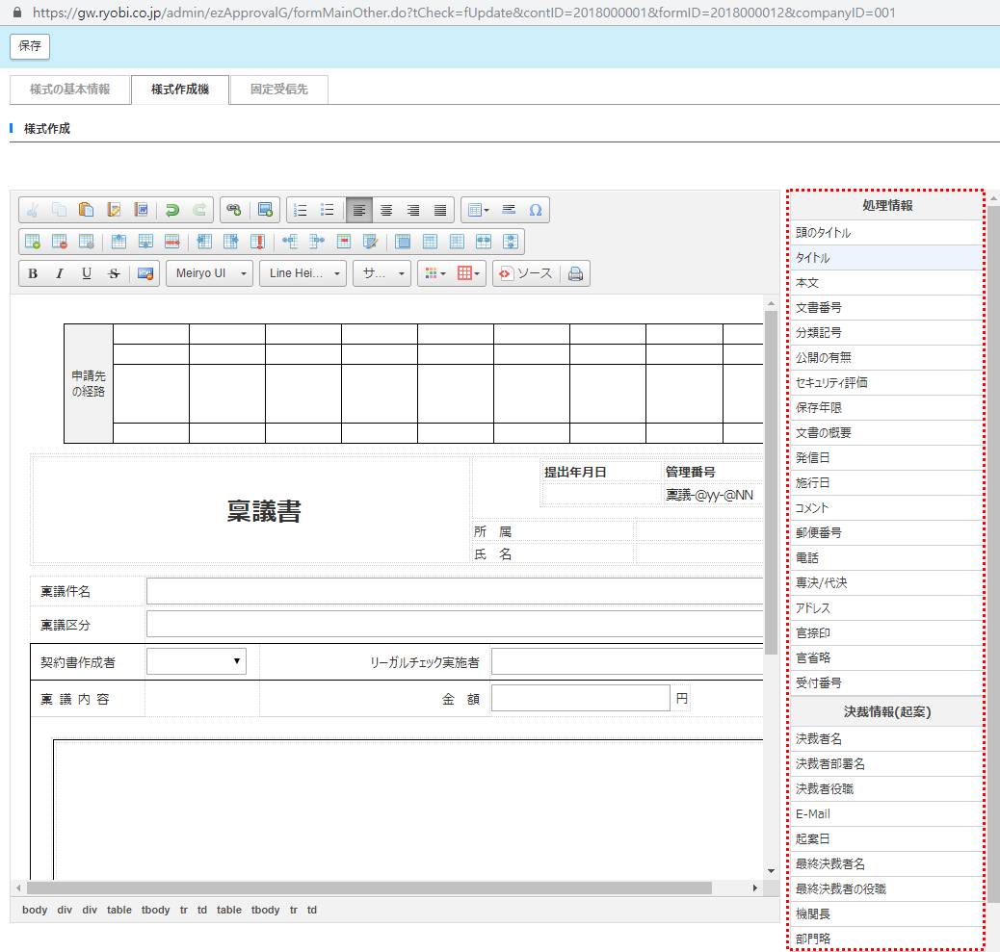 https://gw.ryobi.co.jp/admin/ezApprovalG/formMainOther.do?tCheck=fUpdate&contID=2018000001&formID=2018000012&companyID=001
保存
様式の基本情報 様式作成機 固定受信先
様式作成
B I U S HTML Meiryo UI Line Hei... サ... ソース
申請先
の経路
稟議書
提出年月日 管理番号
稟議-@yy-@NN
所 属
氏 名
稟議件名
稟議区分
契約書作成者 リーガルチェック実施者
稟 議 内 容 金 額 円
body div div table tbody tr td table tbody tr td
処理情報
頭のタイトル
タイトル
本文
文書番号
分類記号
公開の有無
セキュリティ評価
保存年限
文書の概要
発信日
施行日
コメント
郵便番号
電話
専決/代決
アドレス
官捺印
官省略
受付番号
決裁情報(起案)
決裁者名
決裁者部署名
決裁者役職
E-Mail
起案日
最終決裁者名
最終決裁者の役職
機関長
部門略